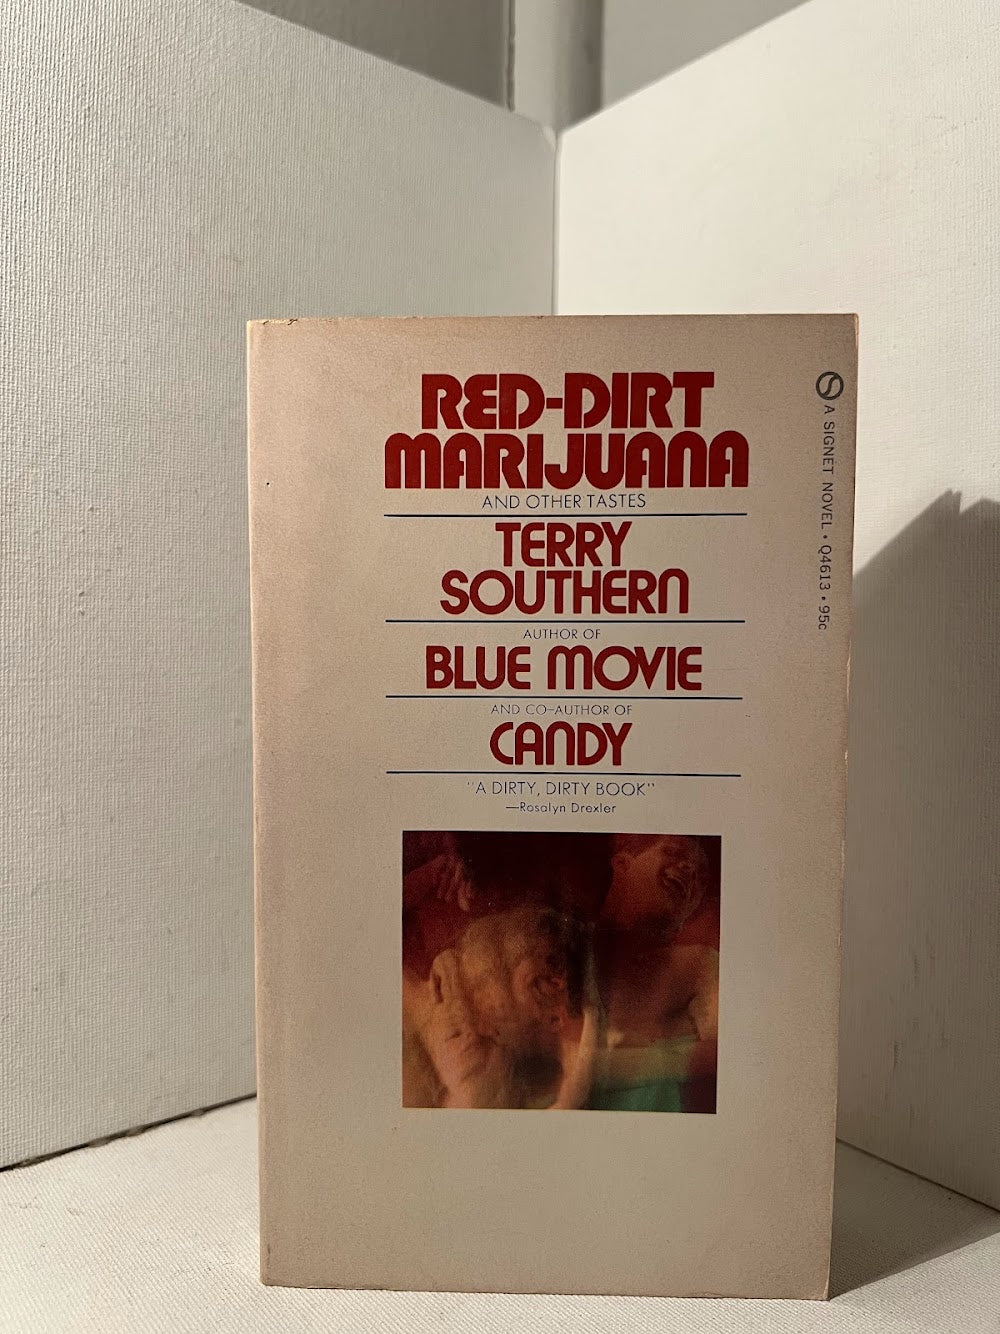 RED-DIRT
MARIJUANA
AND OTHER TASTES
TERRY
SOUTHERN
AUTHOR OF
BLUE MOVIE
AND CO-AUTHOR OF
CANDY
"A DIRTY, DIRTY BOOK"
—Rosalyn Drexler
S A SIGNET NOVEL • Q4613 • 95c